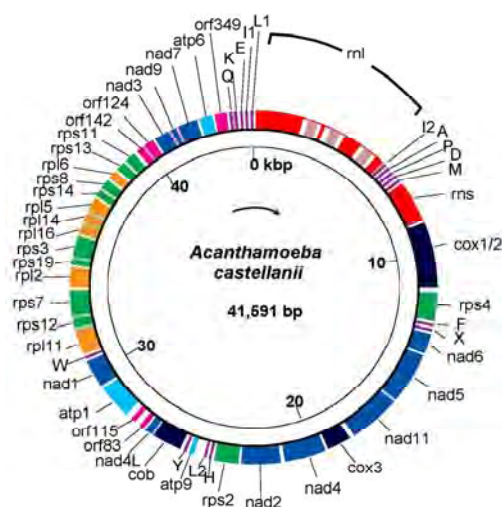 L1
I1
E
K
Q
orf349
atp6
nad7
nad9
nad3
orf124
orf142
rps11
rps13
rpl6
rps8
rps14
rpl5
rpl14
rpl16
rps3
rps19
rpl2
rps7
rps12
rpl11
W
nad1
atp1
orf115
orf83
nad4L
cob
Y
atp9
L2
H
rps2
nad2
nad4
cox3
nad11
nad5
nad6
X
F
rps4
cox1/2
rns
M
D
P
A
I2
rnl
0 kbp
10
20
30
40
Acanthamoeba
castellanii
41,591 bp